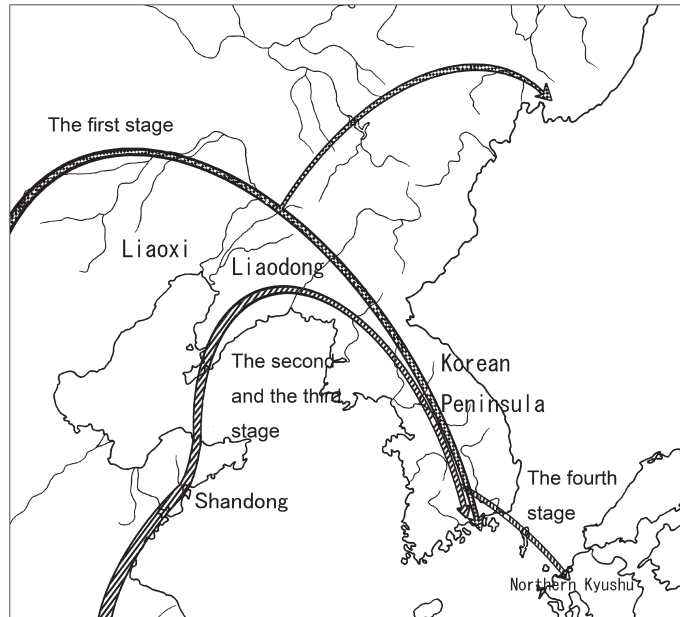 The first stage
Liaoxi
Liaodong
The second
and the third
stage
Korean
Peninsula
Shandong
The fourth
stage
Northern Kyushu